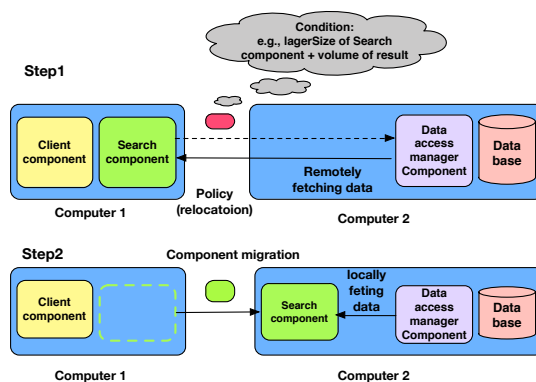 Condition:
e.g., lagerSize of Search
component + volume of result
Step1
Client
component
Search
component
Data
access
manager
Component
Data
base
Remotely
fetching data
Policy
(relocatoion)
Computer 1
Computer 2
Step2
Component migration
Client
component
Search
component
locally
feting
data
Data
access
manager
Component
Data
base
Computer 1
Computer 2